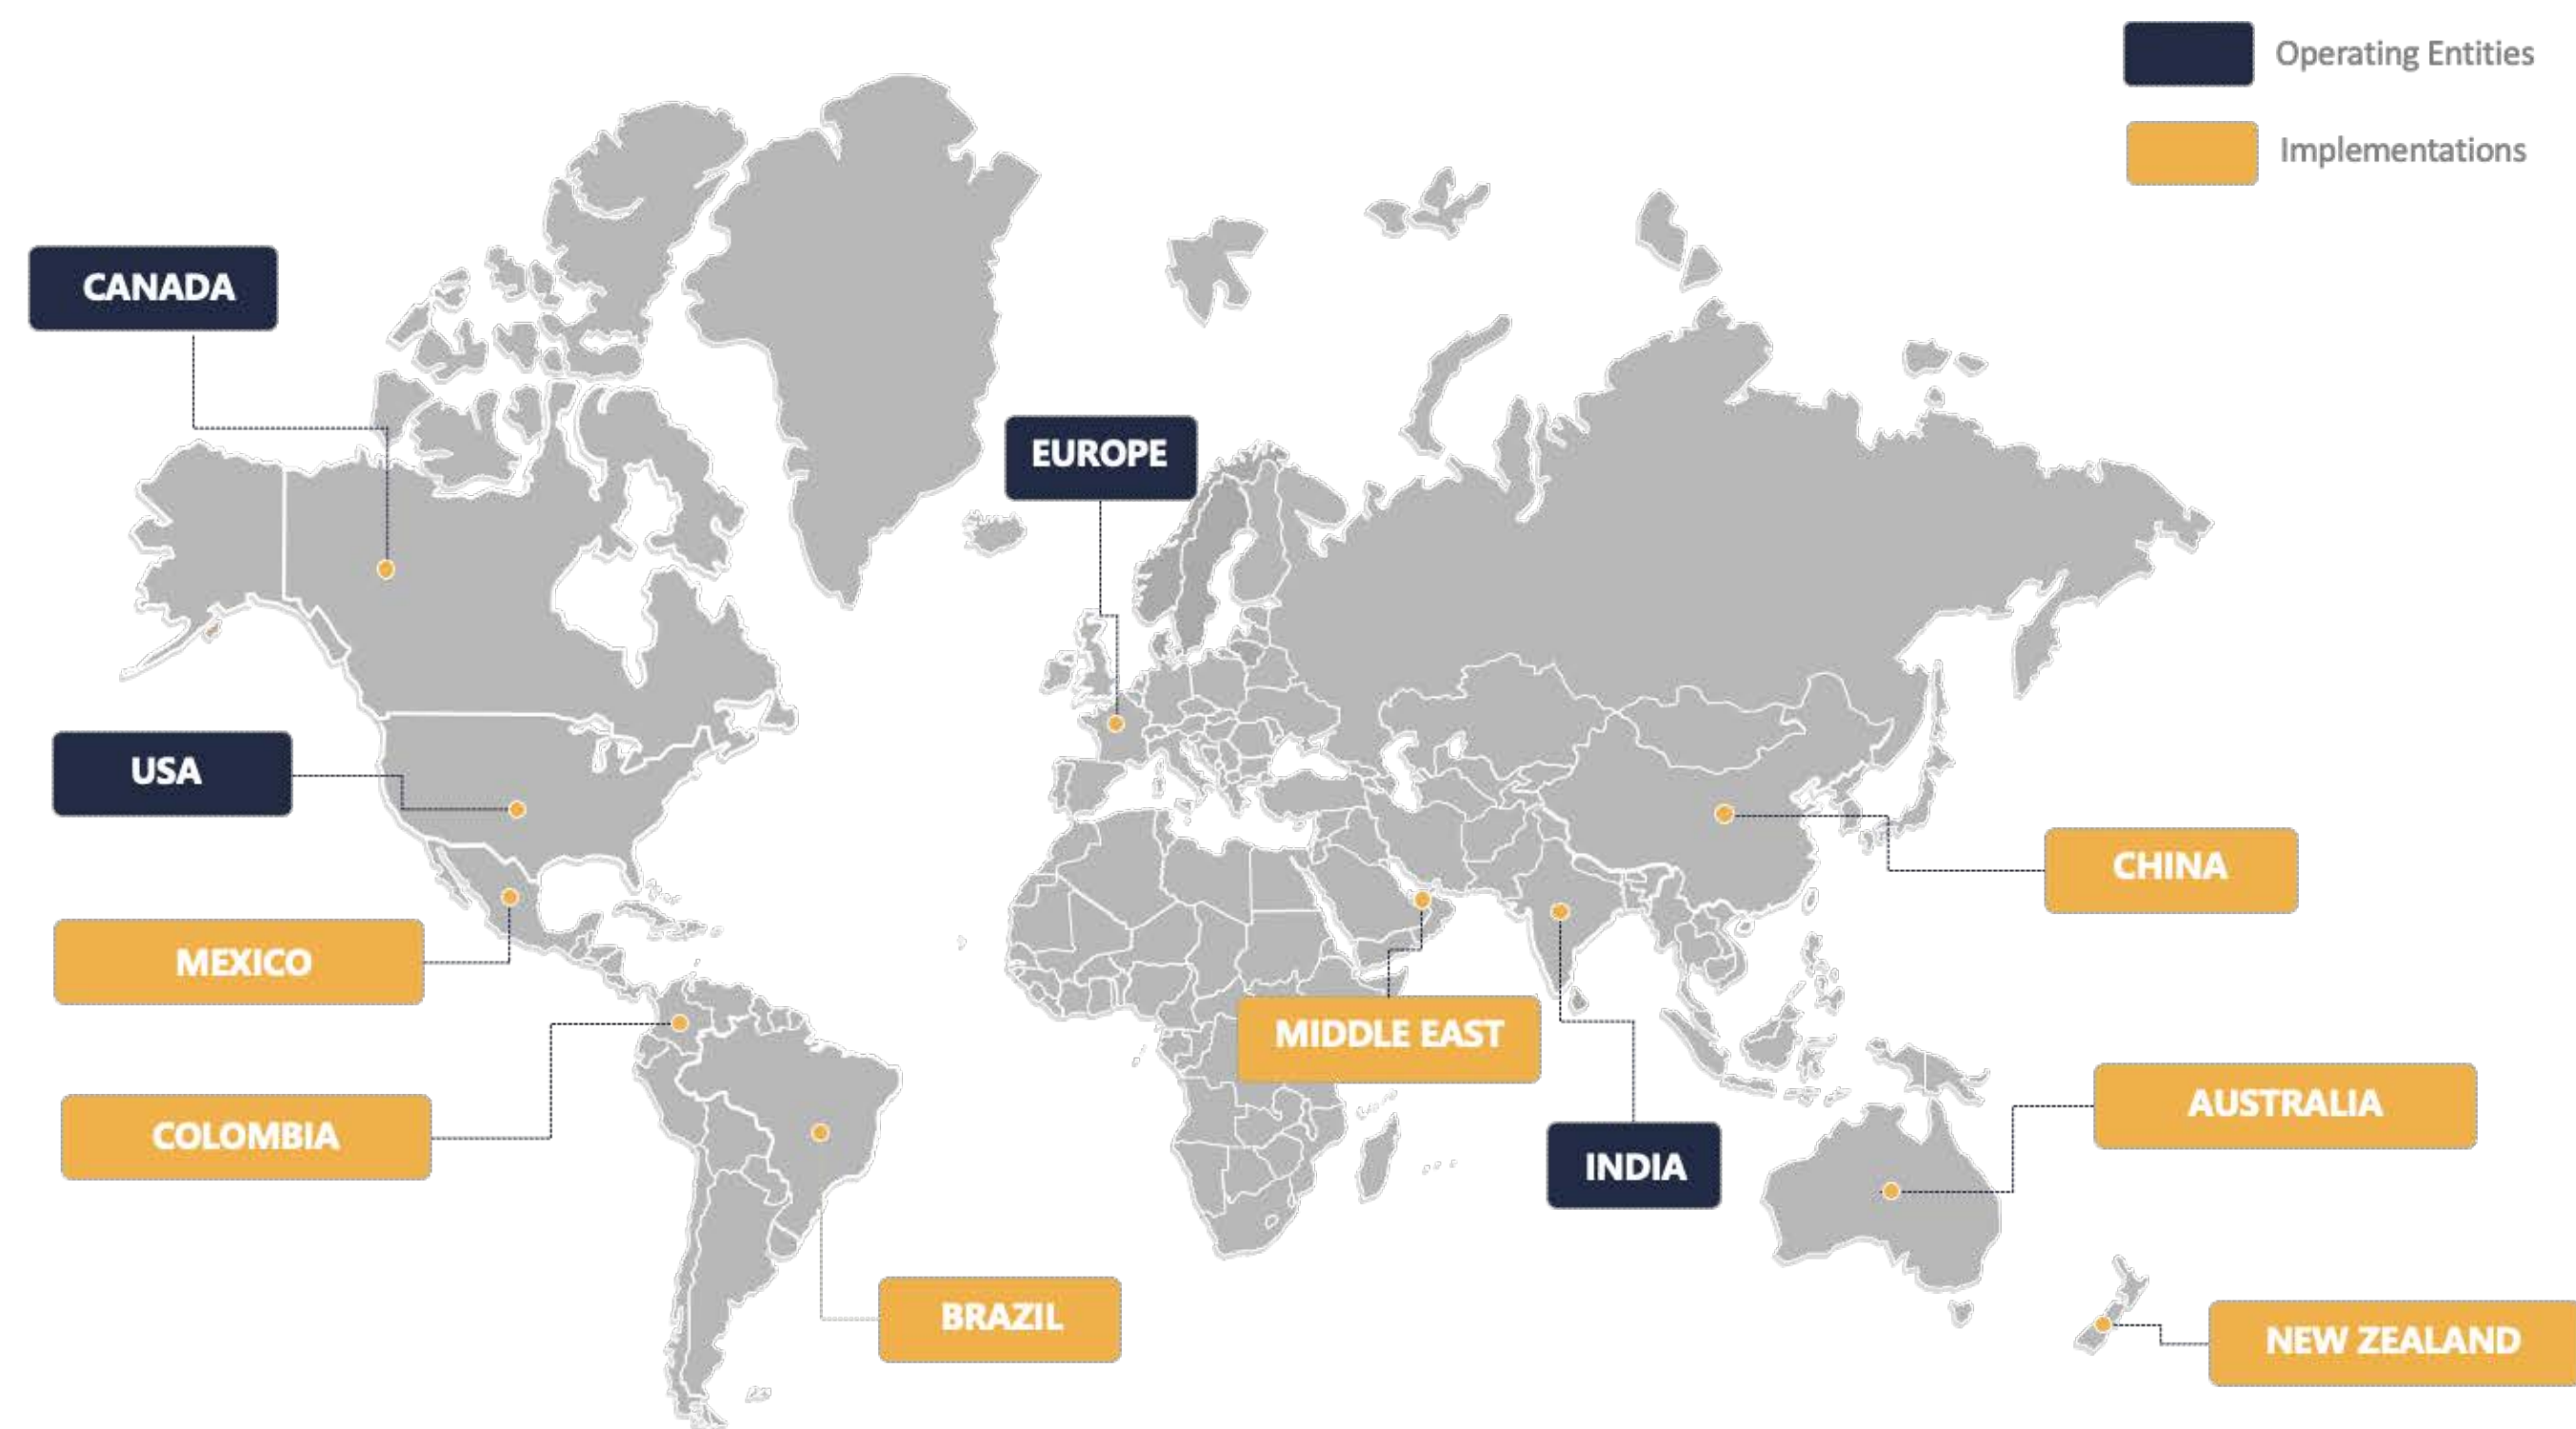 Operating Entities
Implementations
CANADA
EUROPE
USA
CHINA
MEXICO
MIDDLE EAST
AUSTRALIA
COLOMBIA
INDIA
BRAZIL
NEW ZEALAND